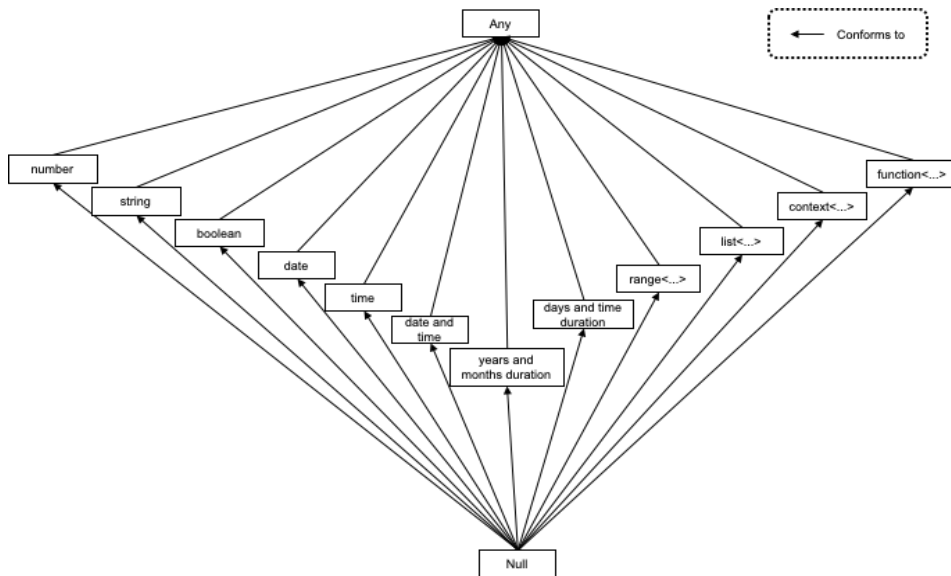 Any
Conforms to
number
function<...>
string
context<...>
boolean
list<...>
date
range<...>
time
days and time
duration
date and
time
years and
months duration
Null